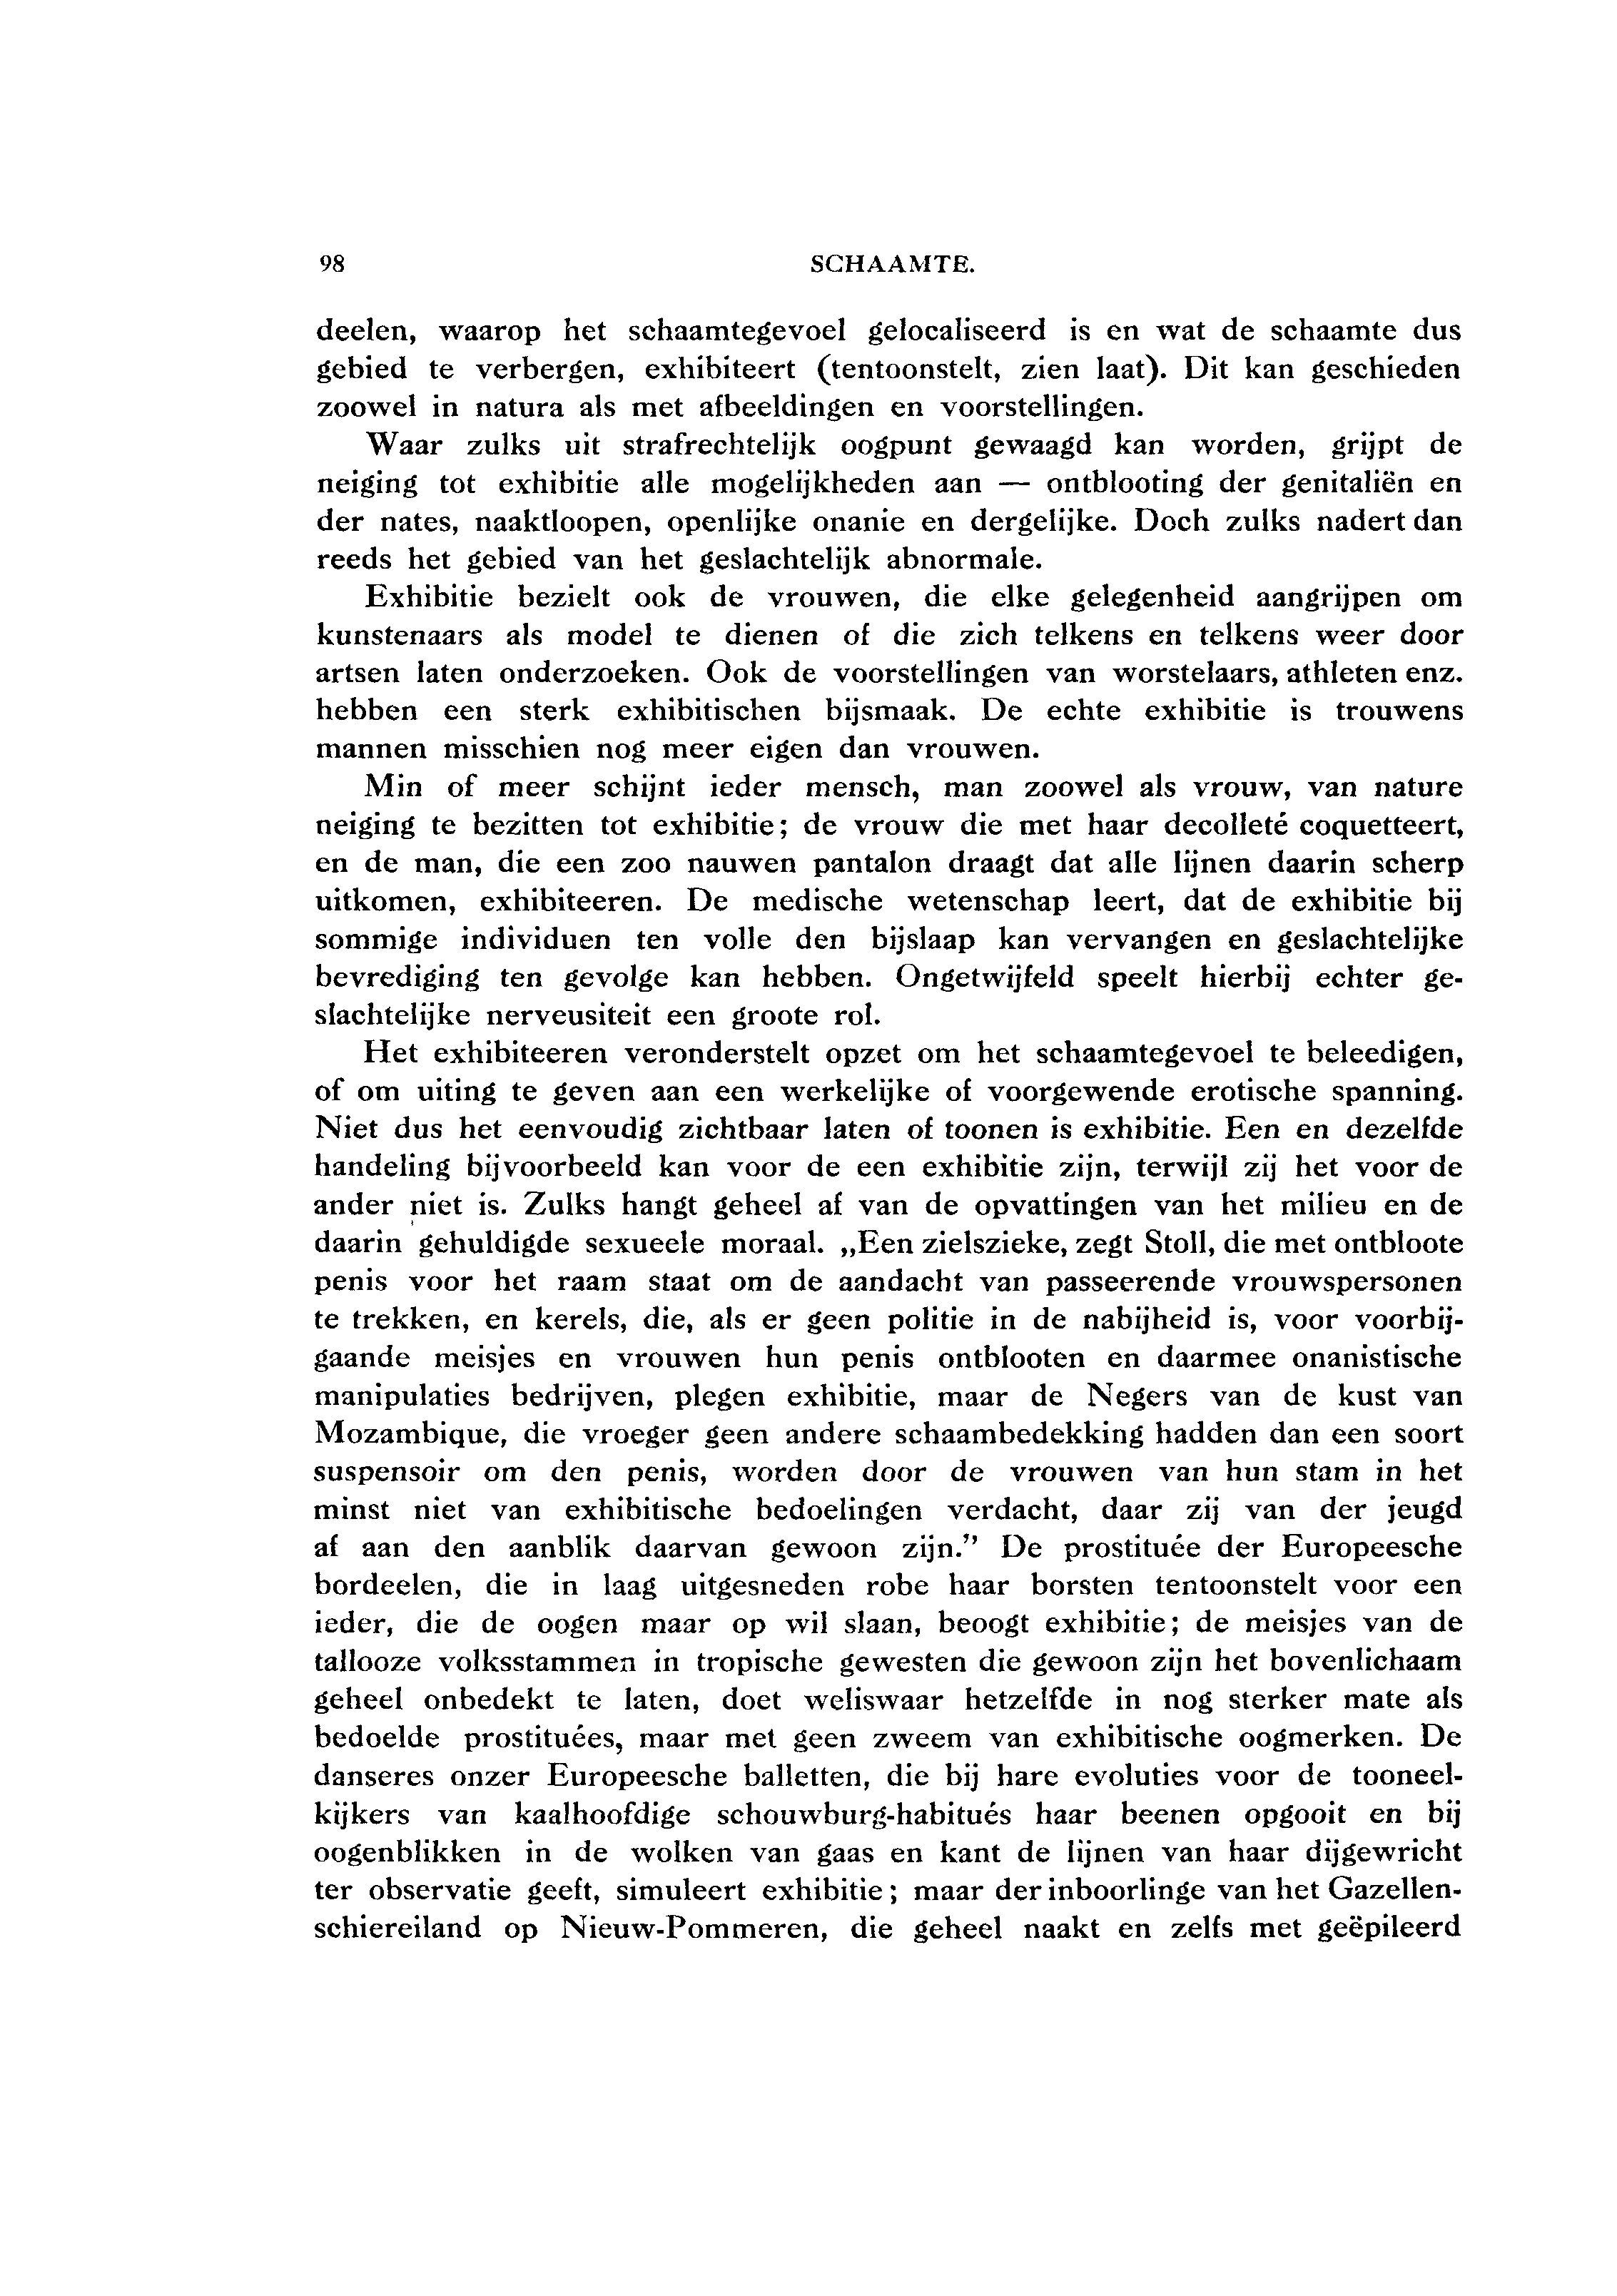 98 SCHAAMTE.
deelen, waarop het schaamtegevoel gelocaliseerd is en wat de schaamte dus
gebied te verbergen, exhibiteert (tentoonstelt, zien laat). Dit kan geschieden
zoowel in natura als met afbeeldingen en voorstellingen.
Waar zulks uit strafrechtelijk oogpunt gewaagd kan worden, grijpt de
neiging tot exhibitie alle mogelijkheden aan — ontblooting der genitaliën en
der nates, naaktloopen, openlijke onanie en dergelijke. Doch zulks nadert dan
reeds het gebied van het geslachtelijk abnormale.
Exhibitie bezielt ook de vrouwen, die elke gelegenheid aangrijpen om
kunstenaars als model te dienen of die zich telkens en telkens weer door
artsen laten onderzoeken. Ook de voorstellingen van worstelaars, athleten enz.
hebben een sterk exhibitischen bijsmaak. De echte exhibitie is trouwens
mannen misschien nog meer eigen dan vrouwen.
Min of meer schijnt ieder mensch, man zoowel als vrouw, van nature
neiging te bezitten tot exhibitie; de vrouw die met haar decolleté coquetteert,
en de man, die een zoo nauwen pantalon draagt dat alle lijnen daarin scherp
uitkomen, exhibiteeren. De medische wetenschap leert, dat de exhibitie bij
sommige individuen ten volle den bijslaap kan vervangen en geslachtelijke
bevrediging ten gevolge kan hebben. Ongetwijfeld speelt hierbij echter ge-
slachtelijke nerveusiteit een groote rol.
Het exhibiteeren veronderstelt opzet om het schaamtegevoel te beleedigen,
of om uiting te geven aan een werkelijke of voorgewende erotische spanning.
Niet dus het eenvoudig zichtbaar laten of toonen is exhibitie. Een en dezelfde
handeling bijvoorbeeld kan voor de een exhibitie zijn, terwijl zij het voor de
ander niet is. Zulks hangt geheel af van de opvattingen van het milieu en de
daarin gehuldigde sexueele moraal. „Een zielszieke, zegt Stoll, die met ontbloote
penis voor het raam staat om de aandacht van passeerende vrouwspersonen
te trekken, en kerels, die, als er geen politie in de nabijheid is, voor voorbij-
gaande meisjes en vrouwen hun penis ontblooten en daarmee onanistische
manipulaties bedrijven, plegen exhibitie, maar de Negers van de kust van
Mozambique, die vroeger geen andere schaambedekking hadden dan een soort
suspensoir om den penis, worden door de vrouwen van hun stam in het
minst niet van exhibitische bedoelingen verdacht, daar zij van der jeugd
af aan den aanblik daarvan gewoon zijn.” De prostituée der Europeesche
bordeelen, die in laag uitgesneden robe haar borsten tentoonstelt voor een
ieder, die de oogen maar op wil slaan, beoogt exhibitie; de meisjes van de
tallooze volksstammen in tropische gewesten die gewoon zijn het bovenlichaam
geheel onbedekt te laten, doet weliswaar hetzelfde in nog sterker mate als
bedoelde prostituées, maar met geen zweem van exhibitische oogmerken. De
danseres onzer Europeesche balletten, die bij hare evoluties voor de tooneel-
kijkers van kaalhoofdige schouwburg-habitués haar beenen opgooit en bij
oogenblikken in de wolken van gaas en kant de lijnen van haar dijgewricht
ter observatie geeft, simuleert exhibitie; maar der inboorlinge van het Gazellen-
schiereiland op Nieuw-Pommeren, die geheel naakt en zelfs met geëpileerd